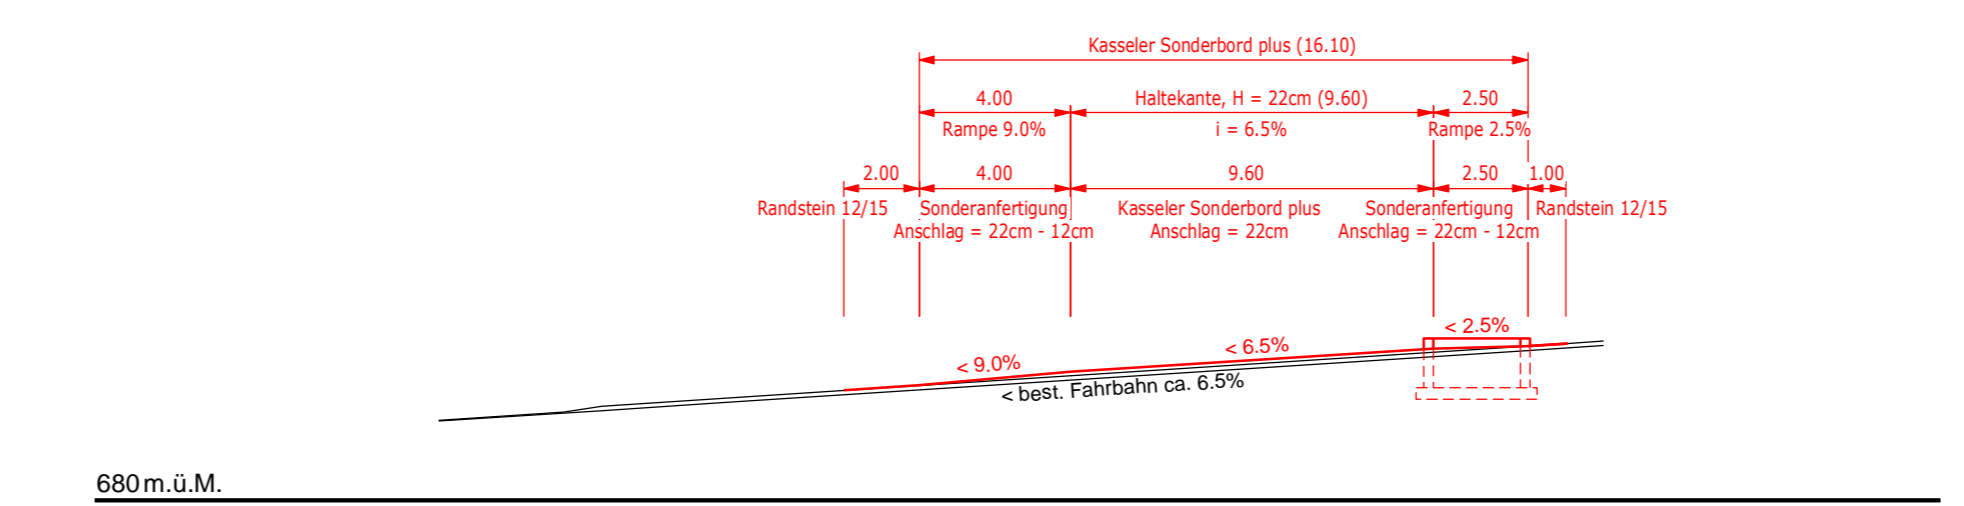 Kasseler Sonderbord plus (16.10)
4.00 Haltekante, H = 22cm (9.60) 2.50
Rampe 9.0% i = 6.5% Rampe 2.5%
2.00 4.00 9.60 2.50 1.00
Randstein 12/15 Sonderanfertigung Kasseler Sonderbord plus Sonderanfertigung Randstein 12/15
Anschlag = 22cm - 12cm Anschlag = 22cm Anschlag = 22cm - 12cm
< 2.5%
< 6.5%
< 9.0%
< best. Fahrbahn ca. 6.5%
680m.ü.M.